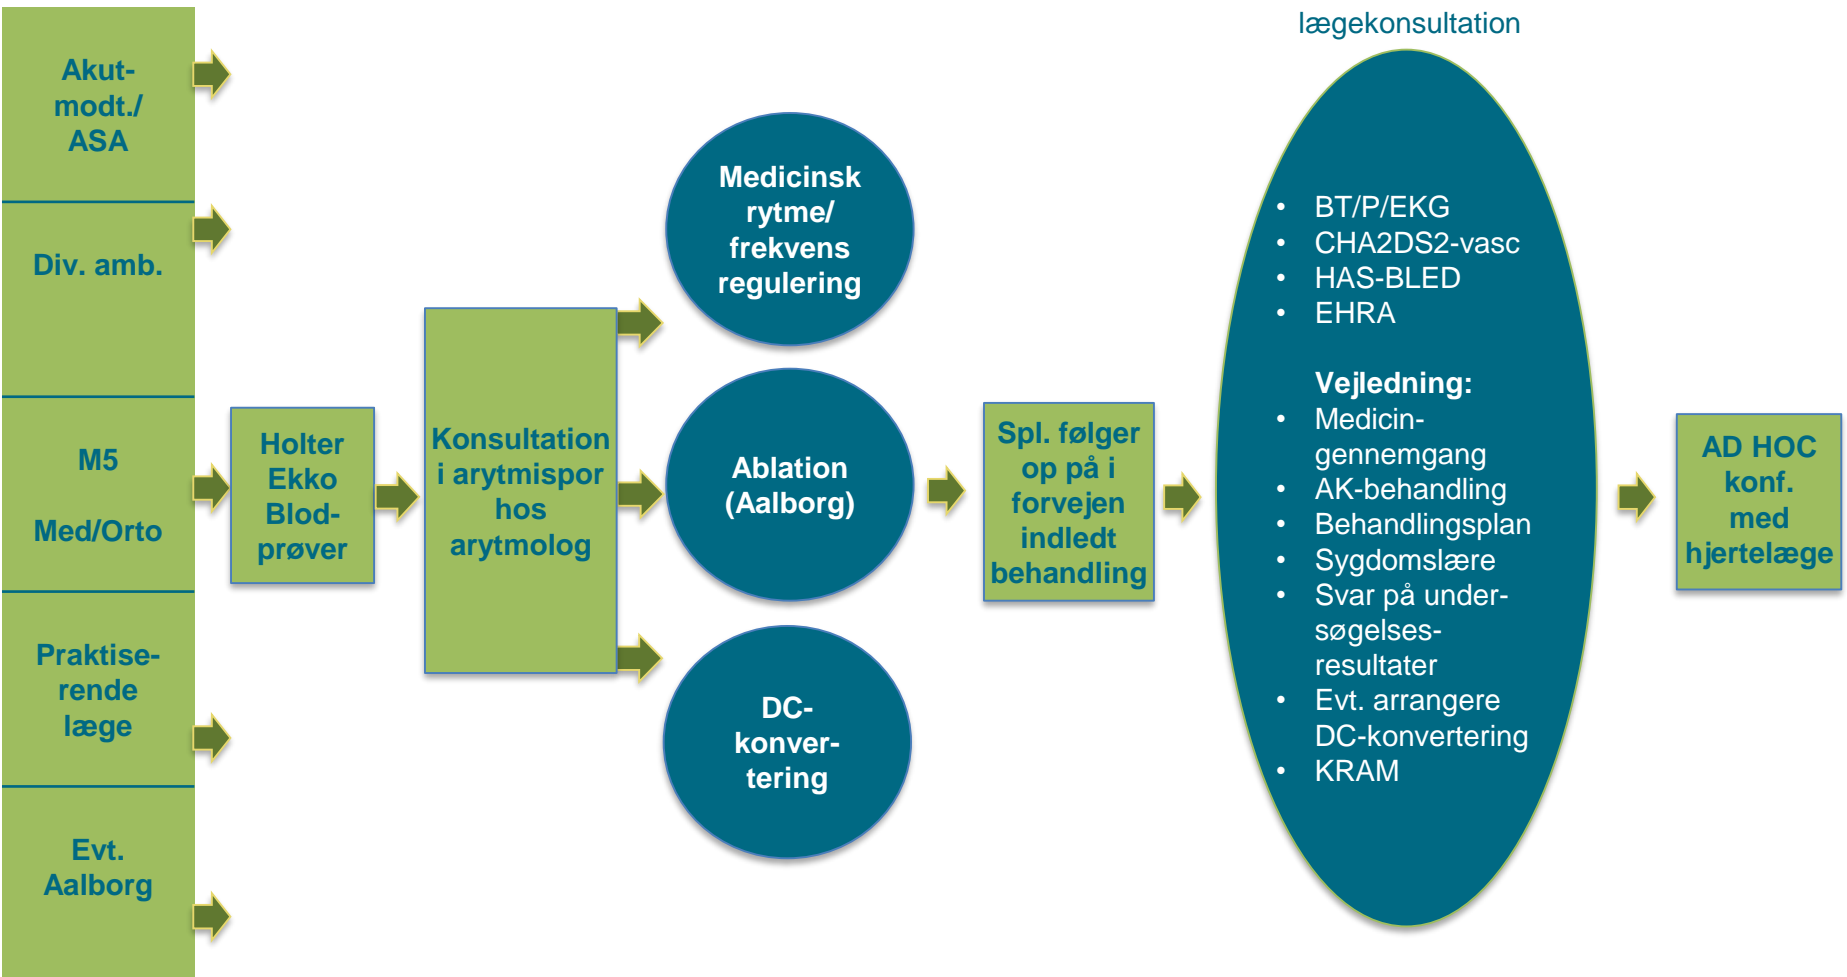 Akut-
modt./
ASA
Div. amb.
M5
Med/Orto
Praktise-
rende
læge
Evt.
Aalborg
Holter
Ekko
Blod-
prøver
Konsultation
i arytmispor
hos
arytmolog
Medicinsk
rytme/
frekvens
regulering
Ablation
(Aalborg)
DC-
konver-
tering
Spl. følger
op på i
forvejen
indledt
behandling
lægekonsultation
• BT/P/EKG
• CHA2DS2-vasc
• HAS-BLED
• EHRA
Vejledning:
• Medicin-
gennemgang
• AK-behandling
• Behandlingsplan
• Sygdomslære
• Svar på under-
søgelses-
resultater
• Evt. arrangere
DC-konvertering
• KRAM
AD HOC
konf.
med
hjertelæge